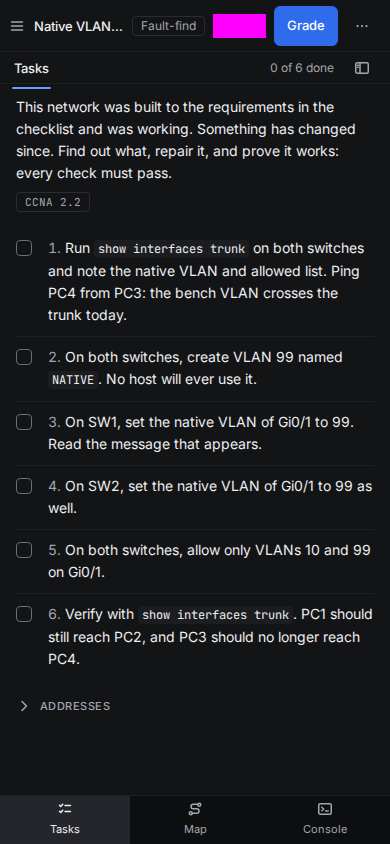 Native VLAN...
Fault-find
Grade
Tasks
0 of 6 done
This network was built to the requirements in the
checklist and was working. Something has changed
since. Find out what, repair it, and prove it works:
every check must pass.
CCNA 2.2
1. Run show interfaces trunk on both switches
and note the native VLAN and allowed list. Ping
PC4 from PC3: the bench VLAN crosses the
trunk today.
2. On both switches, create VLAN 99 named
NATIVE. No host will ever use it.
3. On SW1, set the native VLAN of Gi0/1 to 99.
Read the message that appears.
4. On SW2, set the native VLAN of Gi0/1 to 99 as
well.
5. On both switches, allow only VLANs 10 and 99
on Gi0/1.
6. Verify with show interfaces trunk. PC1 should
still reach PC2, and PC3 should no longer reach
PC4.
ADDRESSES
Tasks
Map
Console